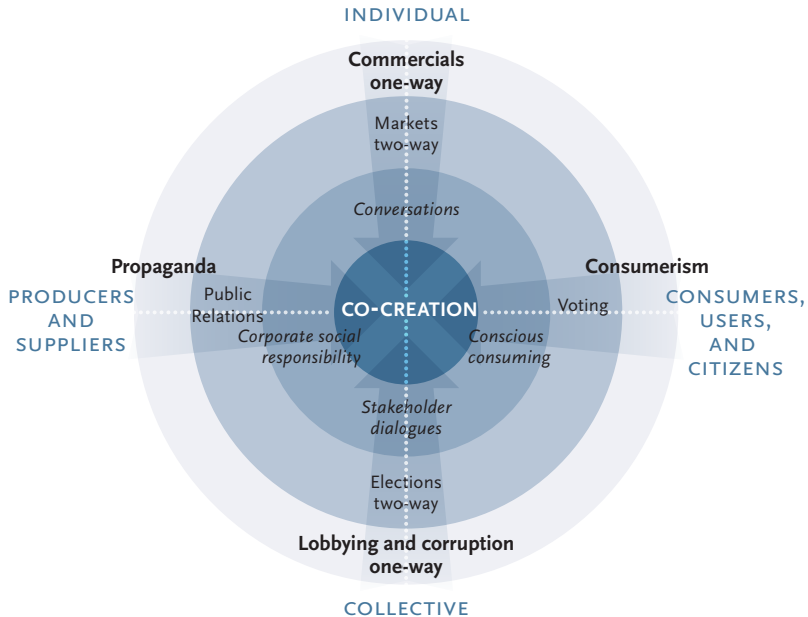 INDIVIDUAL
Commercials
one-way
Markets
two-way
Conversations
Propaganda
Consumerism
PRODUCERS
AND
SUPPLIERS
Public
Relations
CO-CREATION
Voting
CONSUMERS,
USERS,
AND
CITIZENS
Corporate social
responsibility
Conscious
consuming
Stakeholder
dialogues
Elections
two-way
Lobbying and corruption
one-way
COLLECTIVE